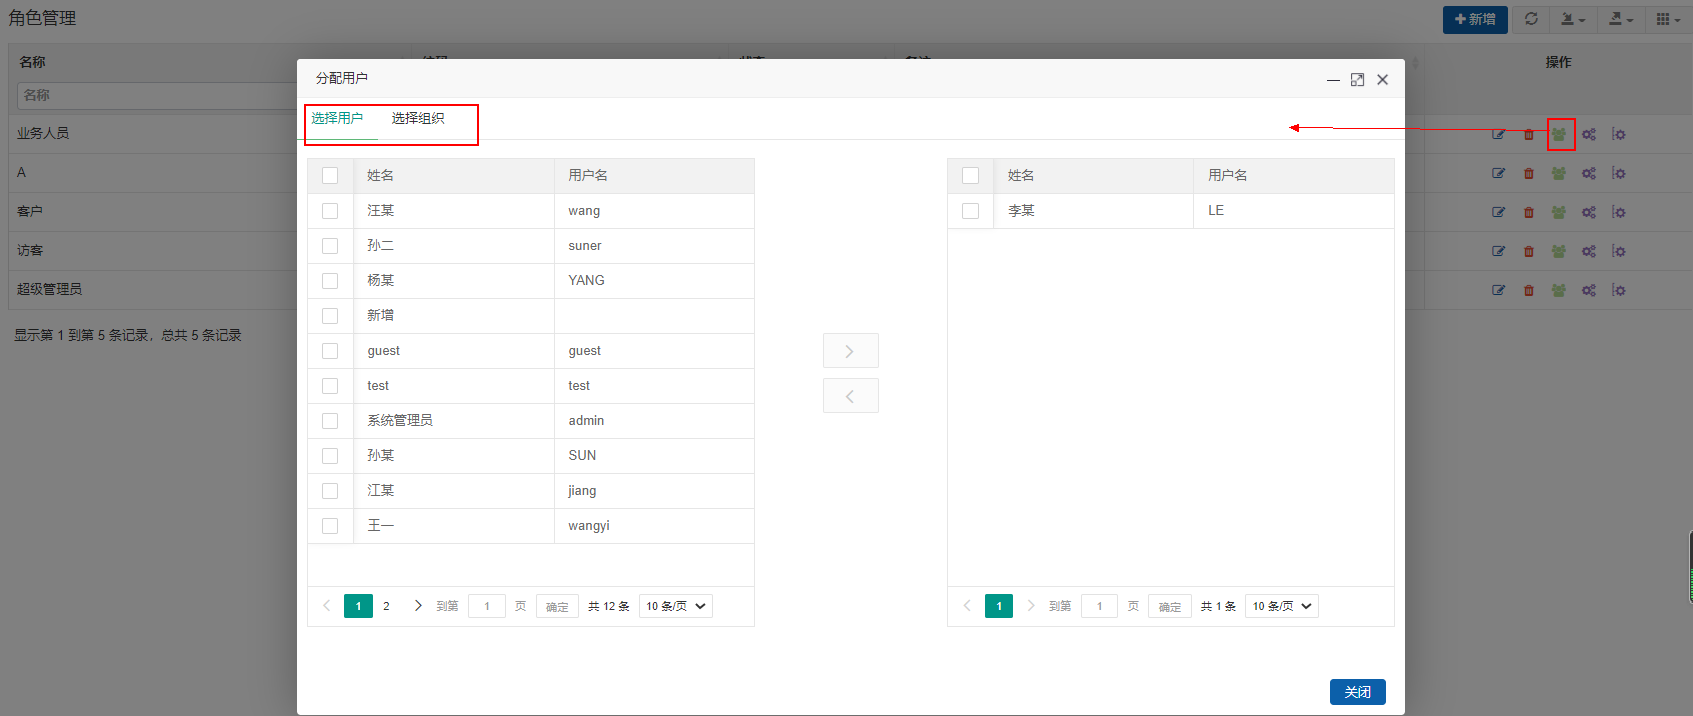 角色管理
新增
名称
操作
名称
业务人员
A
客户
访客
超级管理员
显示第 1 到第 5 条记录，总共 5 条记录
分配用户
选择用户 选择组织
姓名 用户名
汪某 wang
孙二 suner
杨某 YANG
新增
guest guest
test test
系统管理员 admin
孙某 SUN
江某 jiang
王一 wangyi
1 2 到第 1 页 确定 共 12 条 10 条/页
姓名 用户名
李某 LE
1 到第 1 页 确定 共 1 条 10 条/页
关闭